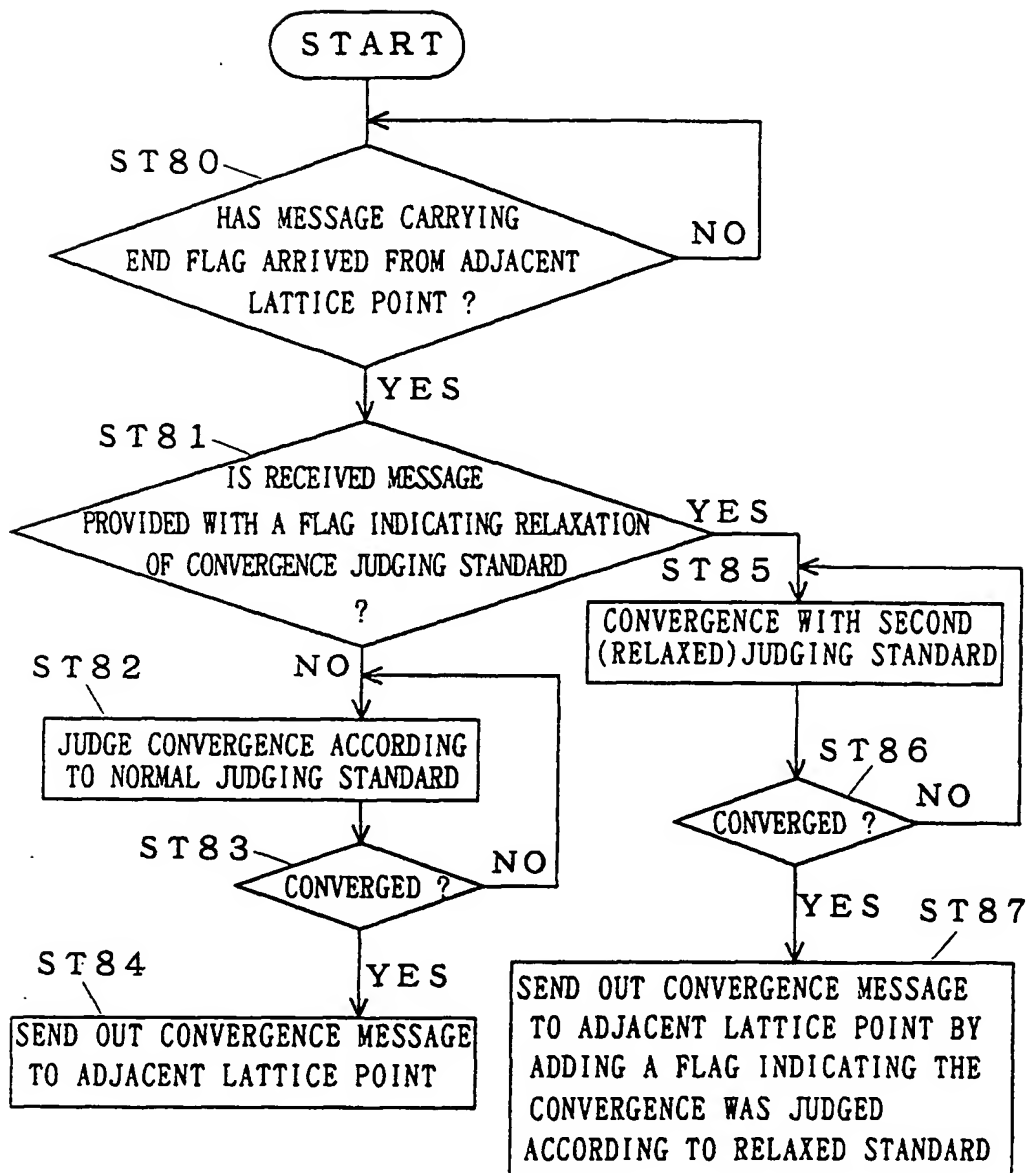 START
ST80
HAS MESSAGE CARRYING
END FLAG ARRIVED FROM ADJACENT
LATTICE POINT ?
NO
YES
ST81
IS RECEIVED MESSAGE
PROVIDED WITH A FLAG INDICATING RELAXATION
OF CONVERGENCE JUDGING STANDARD
?
YES
NO
ST82
JUDGE CONVERGENCE ACCORDING
TO NORMAL JUDGING STANDARD
ST83
CONVERGED ?
NO
YES
ST84
SEND OUT CONVERGENCE MESSAGE
TO ADJACENT LATTICE POINT
ST85
CONVERGENCE WITH SECOND
(RELAXED)JUDGING STANDARD
ST86
CONVERGED ?
NO
YES
ST87
SEND OUT CONVERGENCE MESSAGE
TO ADJACENT LATTICE POINT BY
ADDING A FLAG INDICATING THE
CONVERGENCE WAS JUDGED
ACCORDING TO RELAXED STANDARD